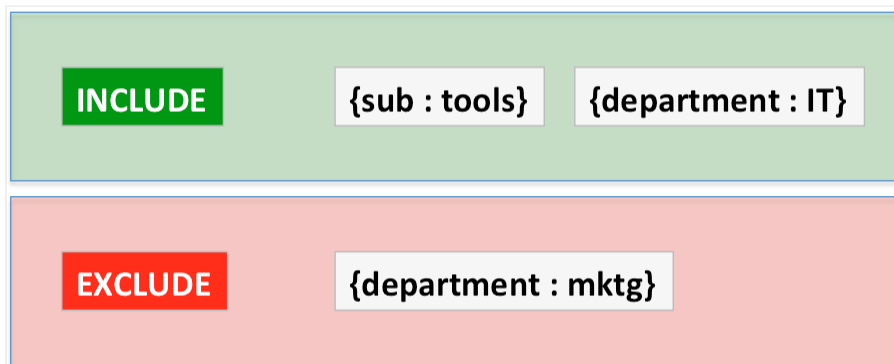 INCLUDE {sub : tools} {department : IT}
EXCLUDE {department : mktg}